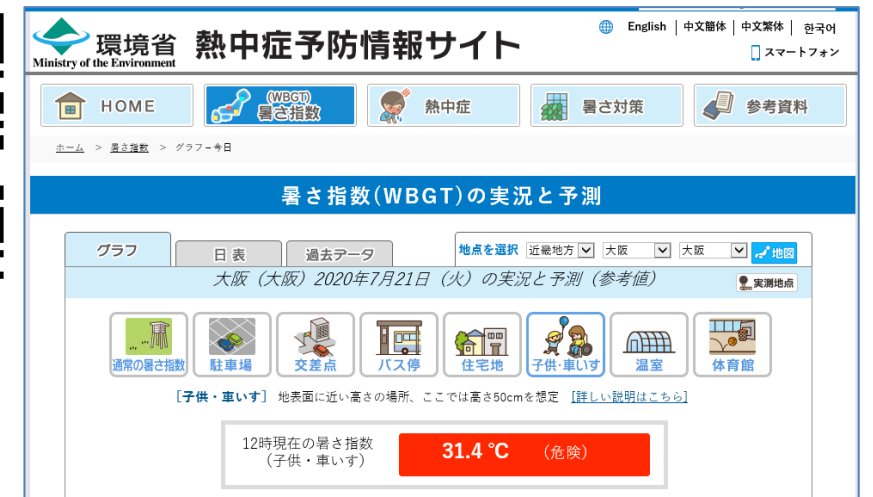 環境省
Ministry of the Environment
熱中症予防情報サイト
English | 中文簡体 | 中文繁体 | 한국어
スマートフォン
HOME
(WBGT)
暑さ指数
熱中症
暑さ対策
参考資料
ホーム > 暑さ指数 > グラフ－今日
暑さ指数(WBGT)の実況と予測
グラフ
日表
過去データ
地点を選択 近畿地方 大阪 大阪 地図
大阪（大阪）2020年7月21日（火）の実況と予測（参考値）
実測地点
通常の暑さ指数
駐車場
交差点
バス停
住宅地
子供・車いす
温室
体育館
［子供・車いす］ 地表面に近い高さの場所、ここでは高さ50cmを想定 [詳しい説明はこちら]
12時現在の暑さ指数
（子供・車いす）
31.4 ℃ （危険）